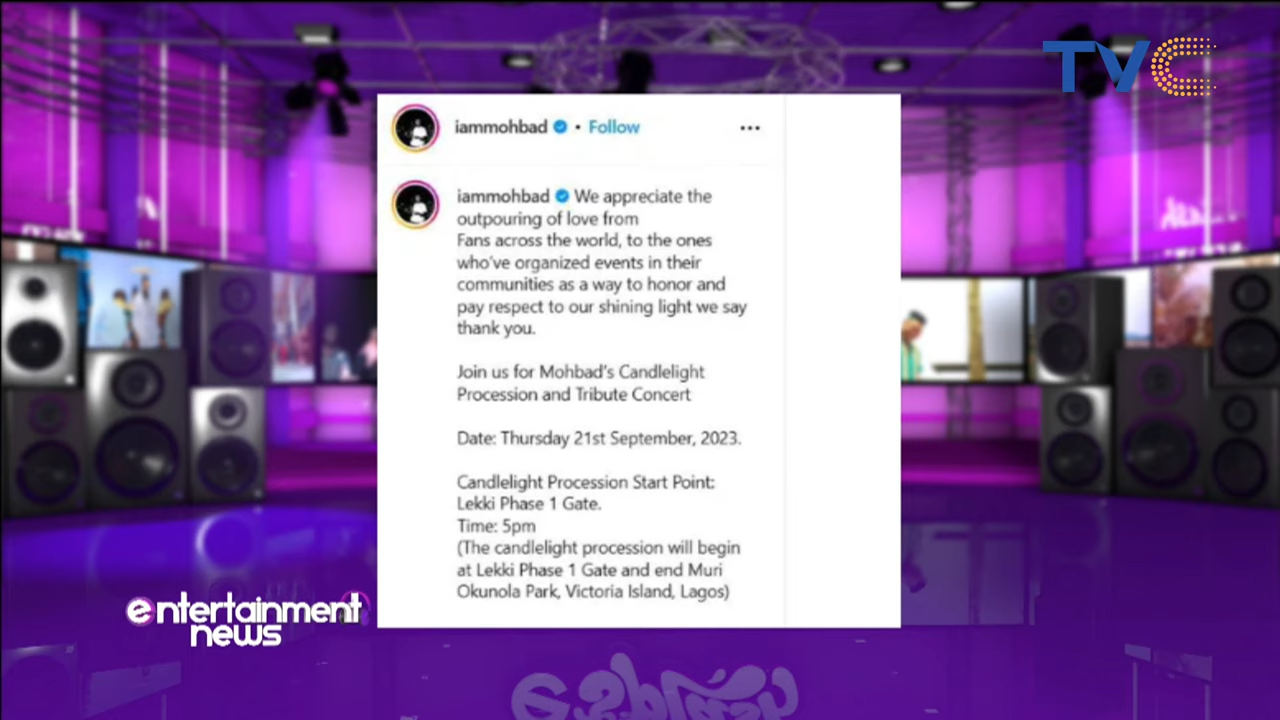 TVC
iammohbad • Follow
iammohbad We appreciate the
outpouring of love from
Fans across the world, to the ones
who've organized events in their
communities as a way to honor and
pay respect to our shining light we say
thank you.
Join us for Mohbad's Candlelight
Procession and Tribute Concert
Date: Thursday 21st September, 2023.
Candlelight Procession Start Point:
Lekki Phase 1 Gate.
Time: 5pm
(The candlelight procession will begin
at Lekki Phase 1 Gate and end Muri
Okunola Park, Victoria Island, Lagos)
entertainment
news